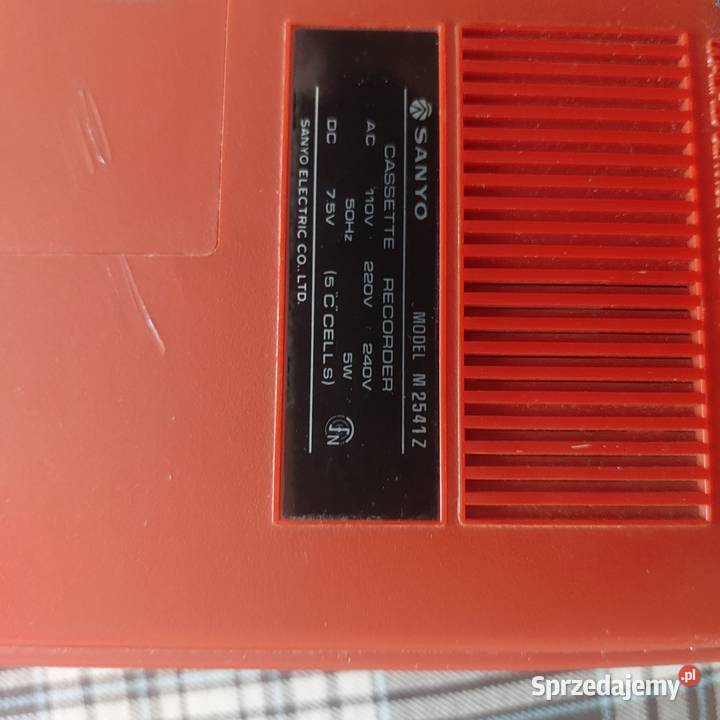 SANYO MODEL M2541Z
CASSETTE RECORDER
AC 110V 220V 240V
50Hz 5W
DC 7.5V (5"C"CELLS)
SANYO ELECTRIC CO., LTD.
Sprzedajemy.pl